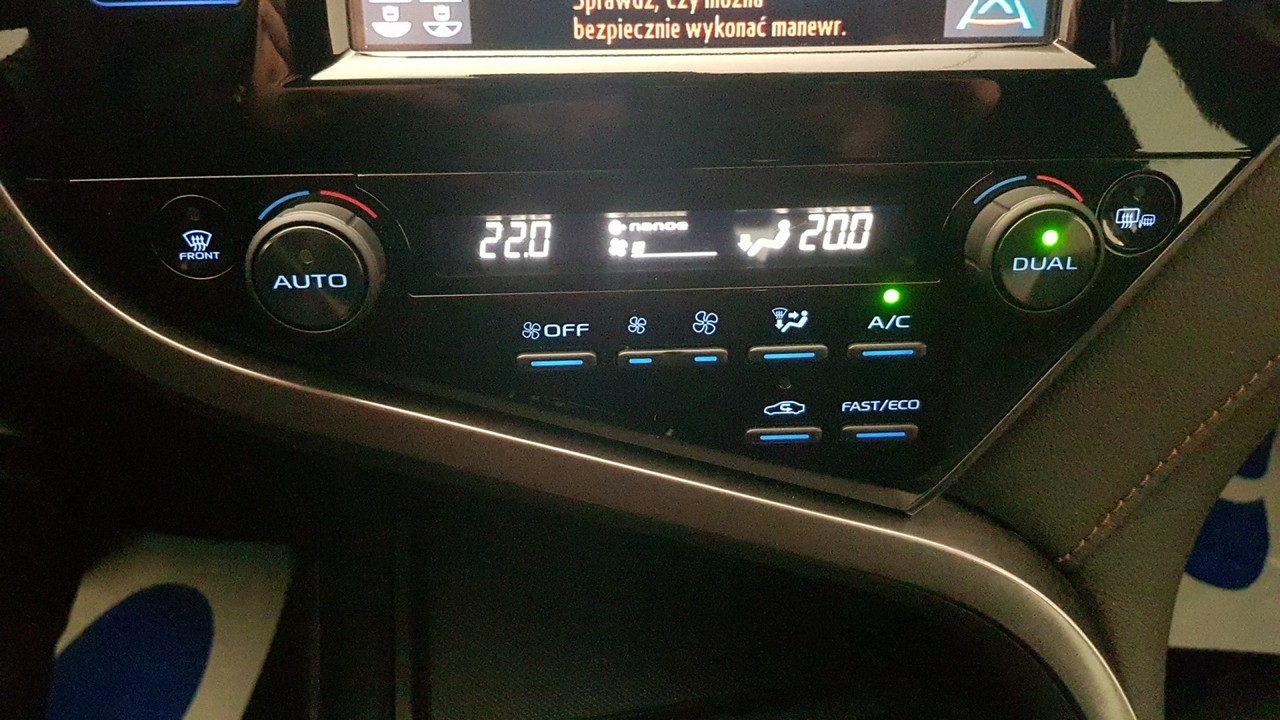 Sprawdź, czy można
bezpiecznie wykonać manewr.
FRONT
AUTO
22.0
nanoe
20.0
DUAL
OFF
A/C
FAST/ECO